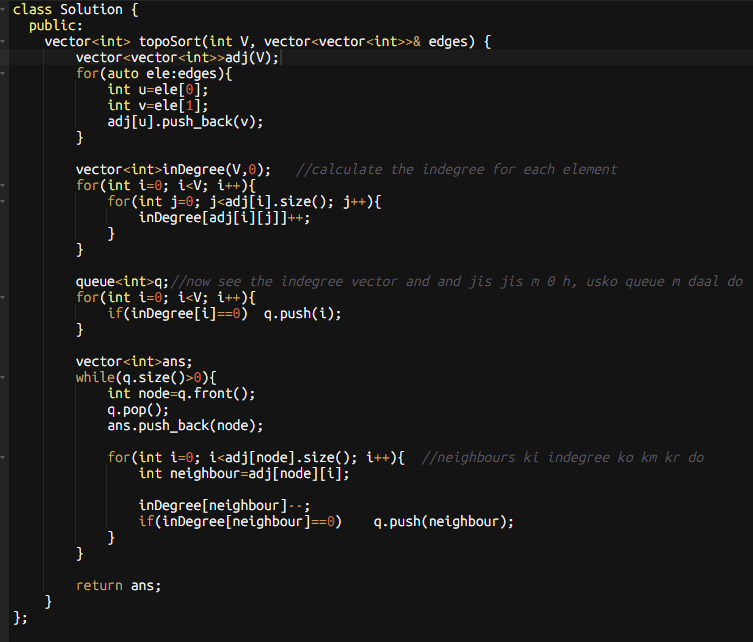 class Solution {
  public:
    vector<int> topoSort(int V, vector<vector<int>>& edges) {
        vector<vector<int>>adj(V);
        for(auto ele:edges){
            int u=ele[0];
            int v=ele[1];
            adj[u].push_back(v);
        }

        vector<int>inDegree(V,0);   //calculate the indegree for each element
        for(int i=0; i<V; i++){
            for(int j=0; j<adj[i].size(); j++){
                inDegree[adj[i][j]]++;
            }
        }

        queue<int>q;//now see the indegree vector and and jis jis m 0 h, usko queue m daal do
        for(int i=0; i<V; i++){
            if(inDegree[i]==0)  q.push(i);
        }

        vector<int>ans;
        while(q.size()>0){
            int node=q.front();
            q.pop();
            ans.push_back(node);

            for(int i=0; i<adj[node].size(); i++){  //neighbours ki indegree ko km kr do
                int neighbour=adj[node][i];

                inDegree[neighbour]--;
                if(inDegree[neighbour]==0)    q.push(neighbour);
            }
        }

        return ans;
    }
};